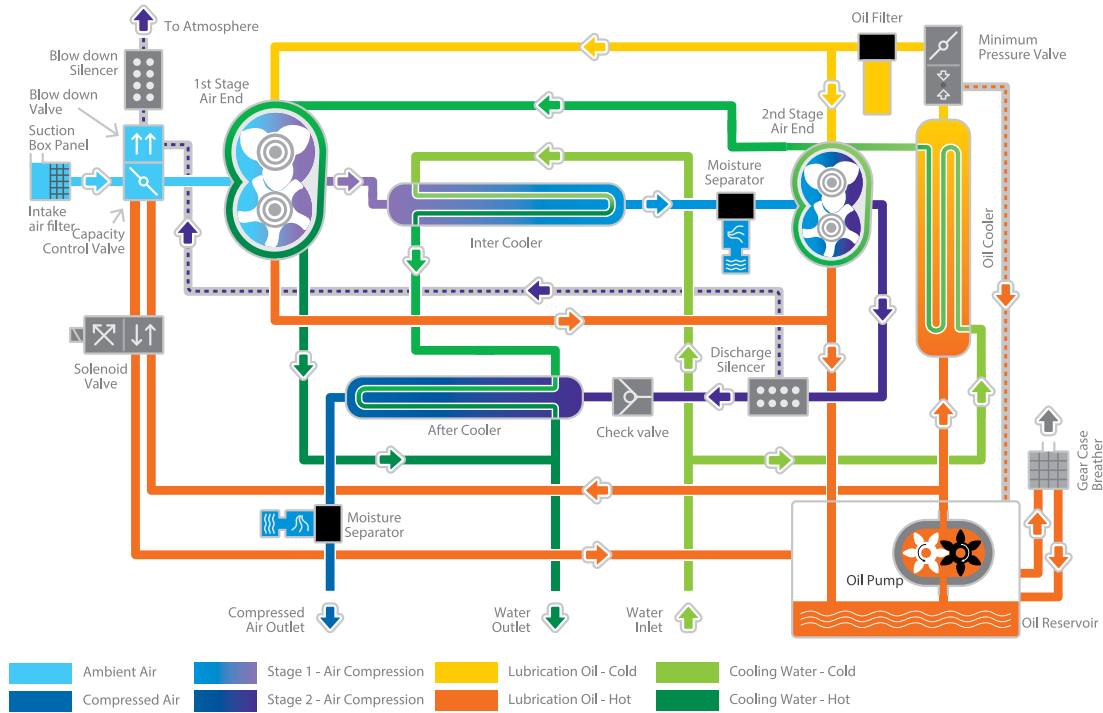 To Atmosphere
Blow down
Silencer
Blow down
Valve
Suction
Box Panel
Intake
air filter
Capacity
Control Valve
1st Stage
Air End
Oil Filter
Minimum
Pressure Valve
2nd Stage
Air End
Moisture
Separator
Inter Cooler
Oil Cooler
Solenoid
Valve
Discharge
Silencer
After Cooler
Check valve
Gear Case
Breather
Moisture
Separator
Oil Pump
Oil Reservoir
Compressed
Air Outlet
Water
Outlet
Water
Inlet
Ambient Air
Stage 1 - Air Compression
Lubrication Oil - Cold
Cooling Water - Cold
Compressed Air
Stage 2 - Air Compression
Lubrication Oil - Hot
Cooling Water - Hot